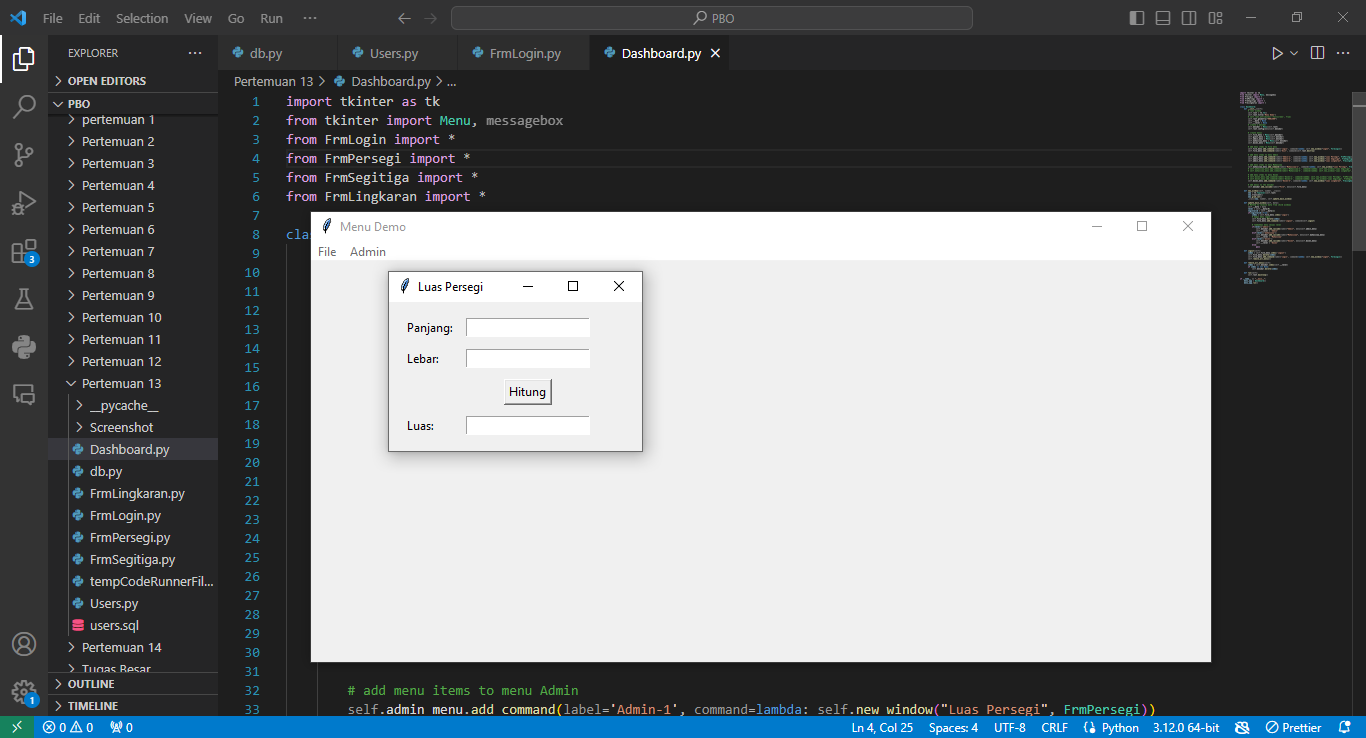 File Edit Selection View Go Run ··· PBO
EXPLORER ···
OPEN EDITORS
PBO
pertemuan 1
Pertemuan 2
Pertemuan 3
Pertemuan 4
Pertemuan 5
Pertemuan 6
Pertemuan 7
Pertemuan 8
Pertemuan 9
Pertemuan 10
Pertemuan 11
Pertemuan 12
Pertemuan 13
__pycache__
Screenshot
Dashboard.py
db.py
FrmLingkaran.py
FrmLogin.py
FrmPersegi.py
FrmSegitiga.py
tempCodeRunnerFil...
Users.py
users.sql
Pertemuan 14
Tugas Besar
OUTLINE
TIMELINE
3
1
db.py Users.py FrmLogin.py Dashboard.py
Pertemuan 13 > Dashboard.py > ...
1 import tkinter as tk
2 from tkinter import Menu, messagebox
3 from FrmLogin import *
4 from FrmPersegi import *
5 from FrmSegitiga import *
6 from FrmLingkaran import *
7
8 clas
9
10
11
12
13
14
15
16
17
18
19
20
21
22
23
24
25
26
27
28
29
30
31
32 # add menu items to menu Admin
33 self.admin_menu.add_command(label='Admin-1', command=lambda: self.new_window("Luas Persegi", FrmPersegi))
Menu Demo
File Admin
Luas Persegi
Panjang:
Lebar:
Hitung
Luas:
0 0 0 Ln 4, Col 25 Spaces: 4 UTF-8 CRLF Python 3.12.0 64-bit Prettier